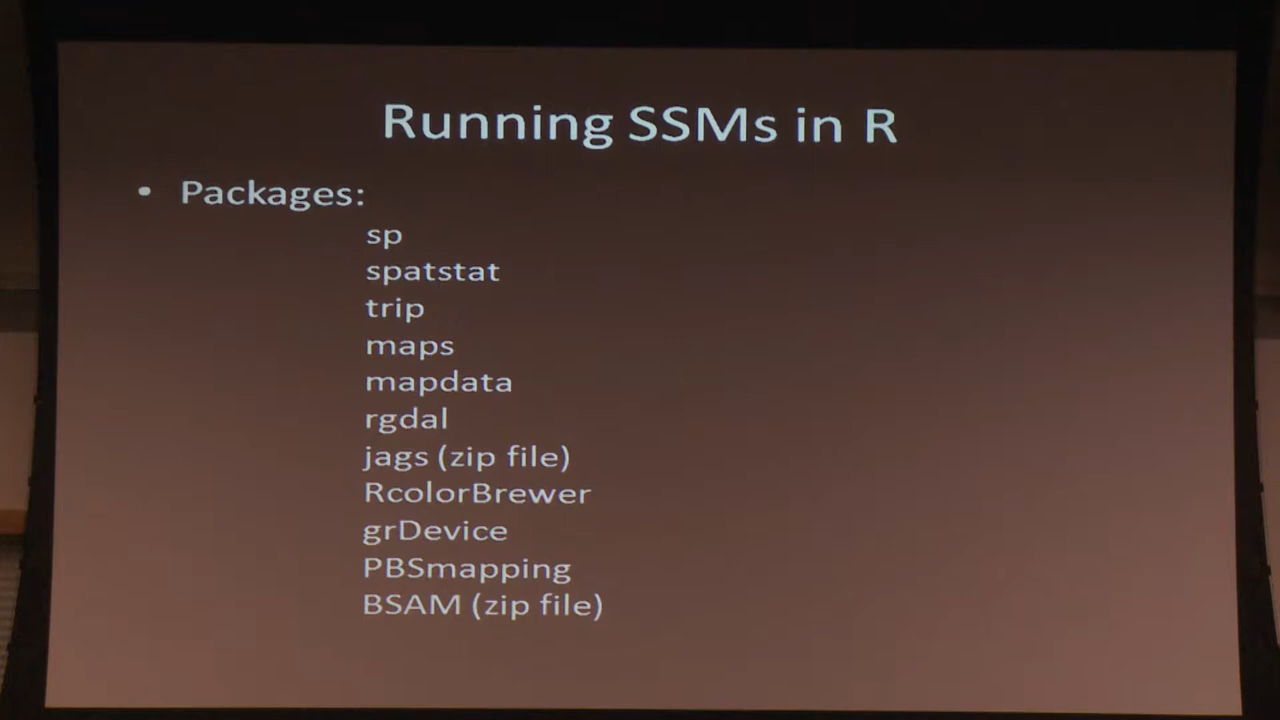 Running SSMs in R
• Packages:
sp
spatstat
trip
maps
mapdata
rgdal
jags (zip file)
RcolorBrewer
grDevice
PBSmapping
BSAM (zip file)